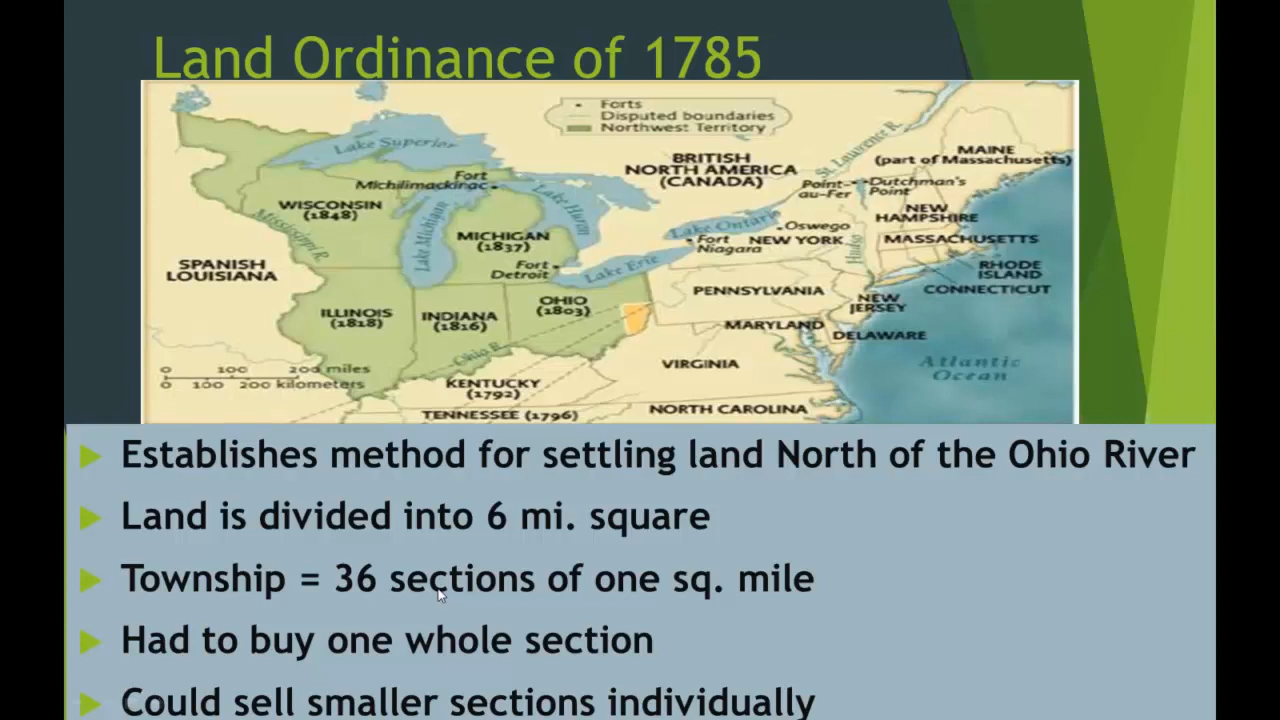 Land Ordinance of 1785
Forts
Disputed boundaries
Northwest Territory
Lake Superior
St. Lawrence R.
MAINE
(part of Massachusetts)
BRITISH
NORTH AMERICA
(CANADA)
Fort
Michilimackinac
Point-
au-Fer
Dutchman's
Point
Lake Huron
WISCONSIN
(1848)
NEW
HAMPSHIRE
Mississippi R.
Lake Michigan
Lake Ontario
Oswego
MICHIGAN
(1837)
Fort
Niagara
NEW YORK
MASSACHUSETTS
SPANISH
LOUISIANA
Fort
Detroit
Lake Erie
RHODE
ISLAND
CONNECTICUT
PENNSYLVANIA
NEW
JERSEY
ILLINOIS
(1818)
INDIANA
(1816)
OHIO
(1803)
MARYLAND
DELAWARE
Ohio R.
VIRGINIA
Atlantic
Ocean
0 100 200 miles
0 100 200 kilometers
KENTUCKY
(1792)
TENNESSEE (1796)
NORTH CAROLINA
Establishes method for settling land North of the Ohio River
Land is divided into 6 mi. square
Township = 36 sections of one sq. mile
Had to buy one whole section
Could sell smaller sections individually